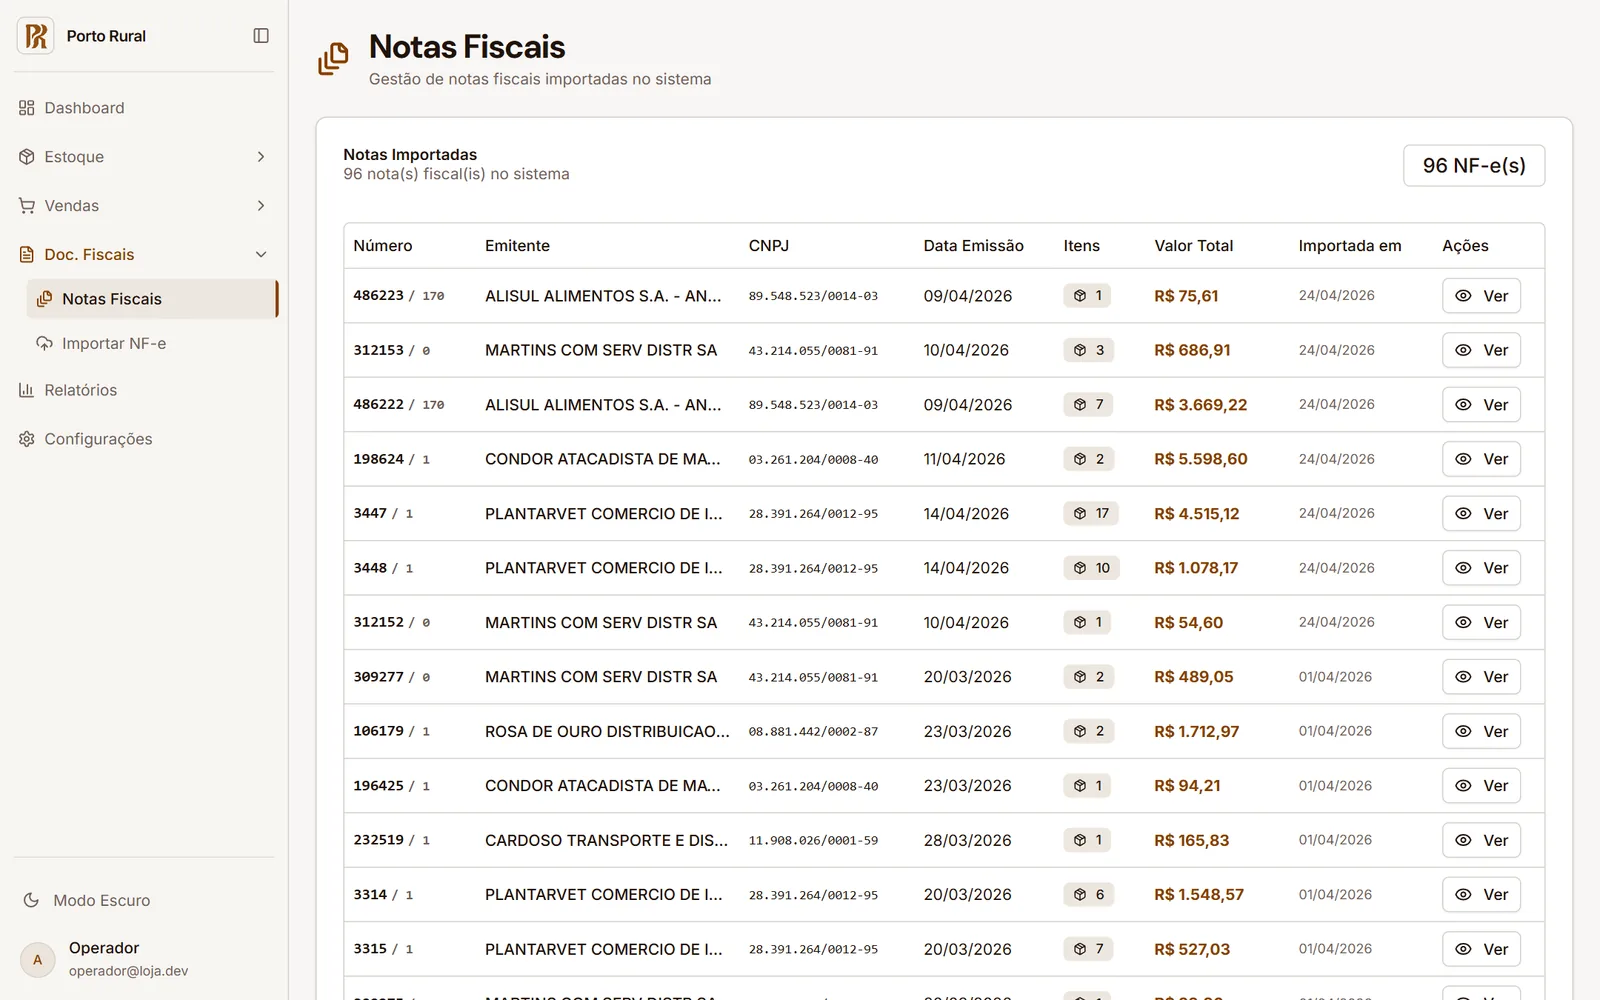 Porto Rural
Dashboard
Estoque
Vendas
Doc. Fiscais
Notas Fiscais
Importar NF-e
Relatórios
Configurações
Modo Escuro
A
Operador
operador@loja.dev
Notas Fiscais
Gestão de notas fiscais importadas no sistema
Notas Importadas
96 nota(s) fiscal(is) no sistema
96 NF-e(s)
Número Emitente CNPJ Data Emissão Itens Valor Total Importada em Ações
486223 / 170 ALISUL ALIMENTOS S.A. - AN... 89.548.523/0014-03 09/04/2026 1 R$ 75,61 24/04/2026 Ver
312153 / 0 MARTINS COM SERV DISTR SA 43.214.055/0081-91 10/04/2026 3 R$ 686,91 24/04/2026 Ver
486222 / 170 ALISUL ALIMENTOS S.A. - AN... 89.548.523/0014-03 09/04/2026 7 R$ 3.669,22 24/04/2026 Ver
198624 / 1 CONDOR ATACADISTA DE MA... 03.261.204/0008-40 11/04/2026 2 R$ 5.598,60 24/04/2026 Ver
3447 / 1 PLANTARVET COMERCIO DE I... 28.391.264/0012-95 14/04/2026 17 R$ 4.515,12 24/04/2026 Ver
3448 / 1 PLANTARVET COMERCIO DE I... 28.391.264/0012-95 14/04/2026 10 R$ 1.078,17 24/04/2026 Ver
312152 / 0 MARTINS COM SERV DISTR SA 43.214.055/0081-91 10/04/2026 1 R$ 54,60 24/04/2026 Ver
309277 / 0 MARTINS COM SERV DISTR SA 43.214.055/0081-91 20/03/2026 2 R$ 489,05 01/04/2026 Ver
106179 / 1 ROSA DE OURO DISTRIBUICAO... 08.881.442/0002-87 23/03/2026 2 R$ 1.712,97 01/04/2026 Ver
196425 / 1 CONDOR ATACADISTA DE MA... 03.261.204/0008-40 23/03/2026 1 R$ 94,21 01/04/2026 Ver
232519 / 1 CARDOSO TRANSPORTE E DIS... 11.908.026/0001-59 28/03/2026 1 R$ 165,83 01/04/2026 Ver
3314 / 1 PLANTARVET COMERCIO DE I... 28.391.264/0012-95 20/03/2026 6 R$ 1.548,57 01/04/2026 Ver
3315 / 1 PLANTARVET COMERCIO DE I... 28.391.264/0012-95 20/03/2026 7 R$ 527,03 01/04/2026 Ver
MARTINS COM SERV DISTR SA